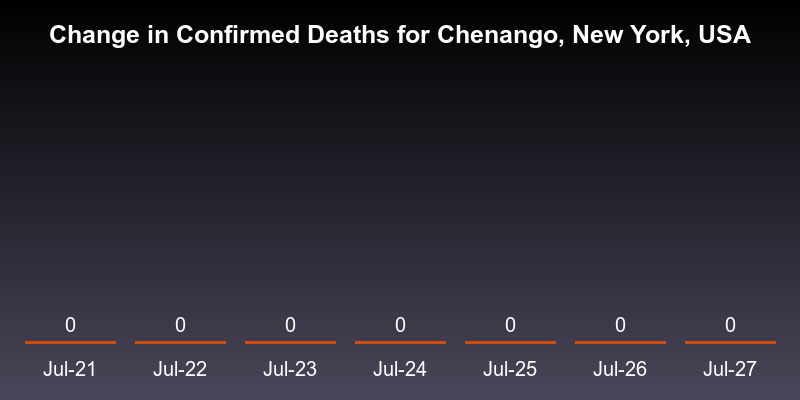 Change in Confirmed Deaths for Chenango, New York, USA
0 0 0 0 0 0 0
Jul-21 Jul-22 Jul-23 Jul-24 Jul-25 Jul-26 Jul-27